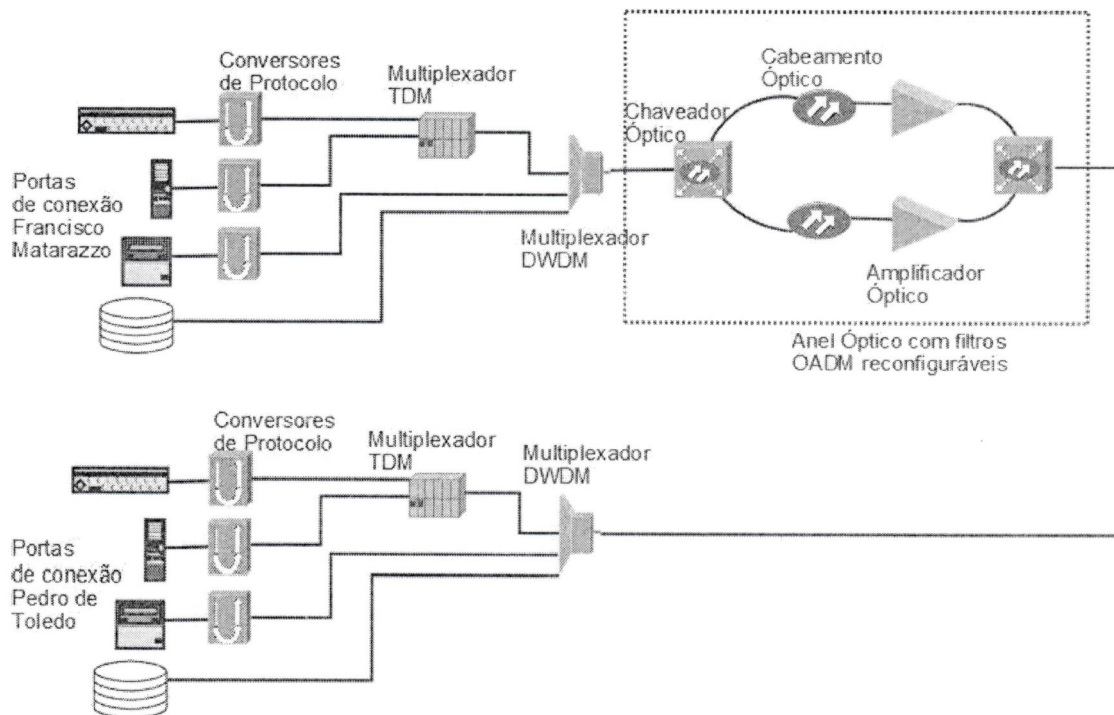 Conversores
de Protocolo
Multiplexador
TDM
Cabeamento
Óptico
Chaveador
Óptico
Portas
de conexão
Francisco
Matarazzo
Multiplexador
DWDM
Amplificador
Óptico
Anel Óptico com filtros
OADM reconfiguráveis
Conversores
de Protocolo
Multiplexador
TDM
Multiplexador
DWDM
Portas
de conexão
Pedro de
Toledo